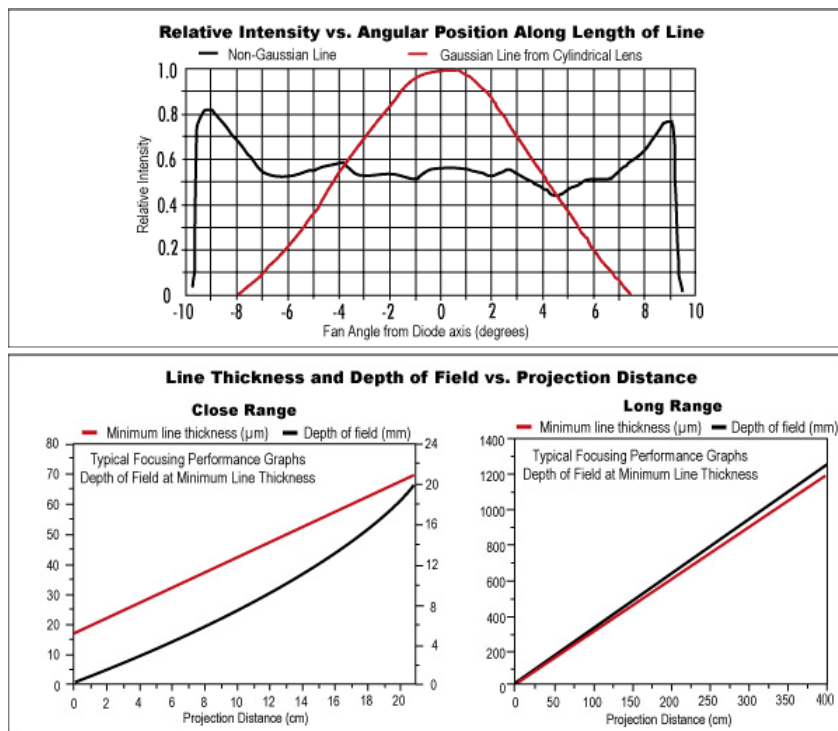 Relative Intensity vs. Angular Position Along Length of Line
Non-Gaussian Line Gaussian Line from Cylindrical Lens
Relative Intensity
1.0
0.8
0.6
0.4
0.2
0
-10 -8 -6 -4 -2 0 2 4 6 8 10
Fan Angle from Diode axis (degrees)
Line Thickness and Depth of Field vs. Projection Distance
Close Range
Minimum line thickness (µm) Depth of field (mm)
Typical Focusing Performance Graphs
Depth of Field at Minimum Line Thickness
80
70
60
50
40
30
20
10
0
24
20
16
12
8
4
0
0 2 4 6 8 10 12 14 16 18 20
Projection Distance (cm)
Long Range
Minimum line thickness (µm) Depth of field (mm)
Typical Focusing Performance Graphs
Depth of Field at Minimum Line Thickness
1400
1200
1000
800
600
400
200
0
0 50 100 150 200 250 300 350 400
Projection Distance (cm)